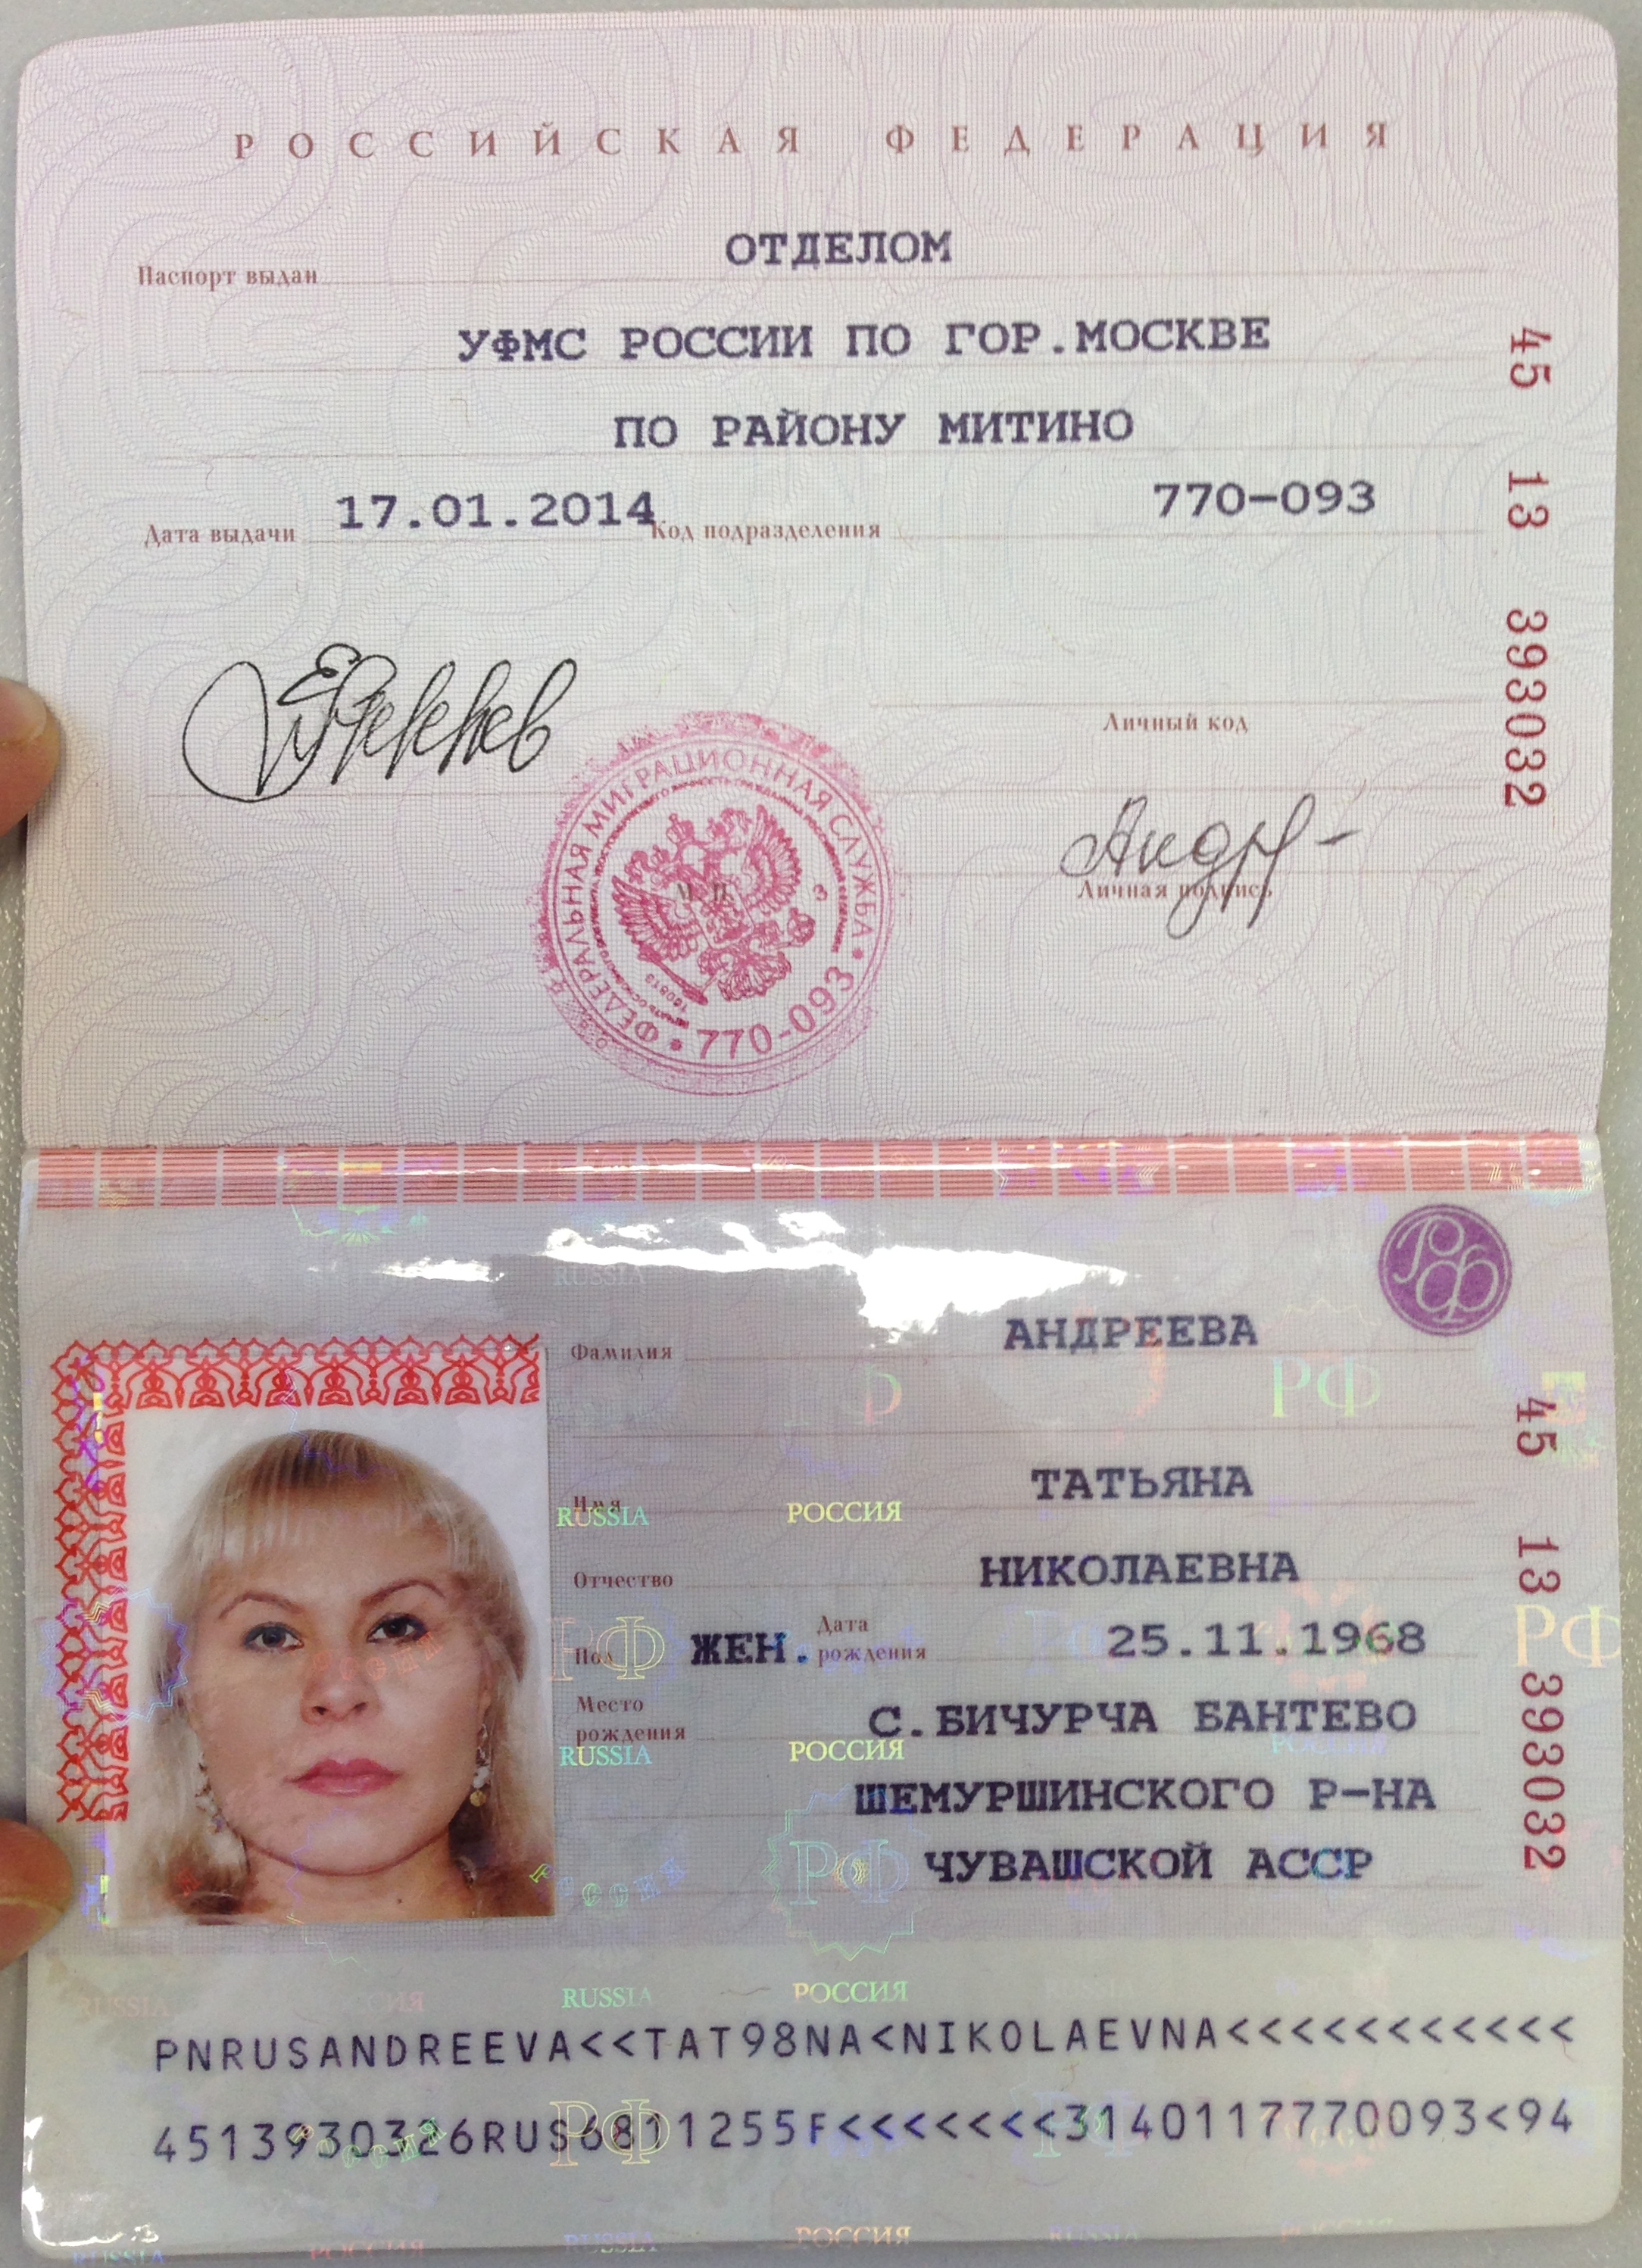 РОССИЙСКАЯ ФЕДЕРАЦИЯ
Паспорт выдан ОТДЕЛОМ
УФМС РОССИИ ПО ГОР.МОСКВЕ
ПО РАЙОНУ МИТИНО
Дата выдачи 17.01.2014 Код подразделения 770-093
45 13 393032
Личный код
Личная подпись
М.П.
ФЕДЕРАЛЬНАЯ МИГРАЦИОННАЯ СЛУЖБА
770-093
РФ
Фамилия АНДРЕЕВА
Имя ТАТЬЯНА
Отчество НИКОЛАЕВНА
Пол ЖЕН. Дата рождения 25.11.1968
Место рождения С.БИЧУРЧА БАНТЕВО
ШЕМУРШИНСКОГО Р-НА
ЧУВАШСКОЙ АССР
45 13 393032
RUSSIA РОССИЯ
RUSSIA РОССИЯ
RUSSIA РОССИЯ
PNRUSANDREEVA<<TAT98NA<NIKOLAEVNA<<<<<<<<<<<
4513930326RUS6811255F<<<<<<<3140117770093<94